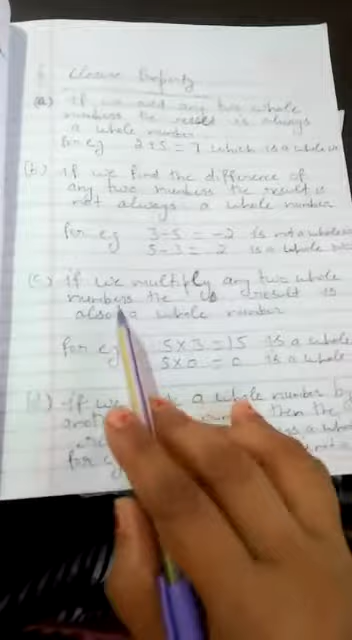 Closure Property
(a) if we add any two whole
numbers the result is always
a whole number
for eg 2+5 = 7 which is a whole
(b) if we find the difference of
any two numbers the result is
not always a whole number
for eg 3-5 = -2 is not a whole
5-3 = 2 is a whole
(c) if we multiply any two whole
numbers the result is
also a whole number
for eg 5x3 = 15 is a whole
5x0 = 0 is a whole
(d) if we a whole number by
then the
a whole
for eg